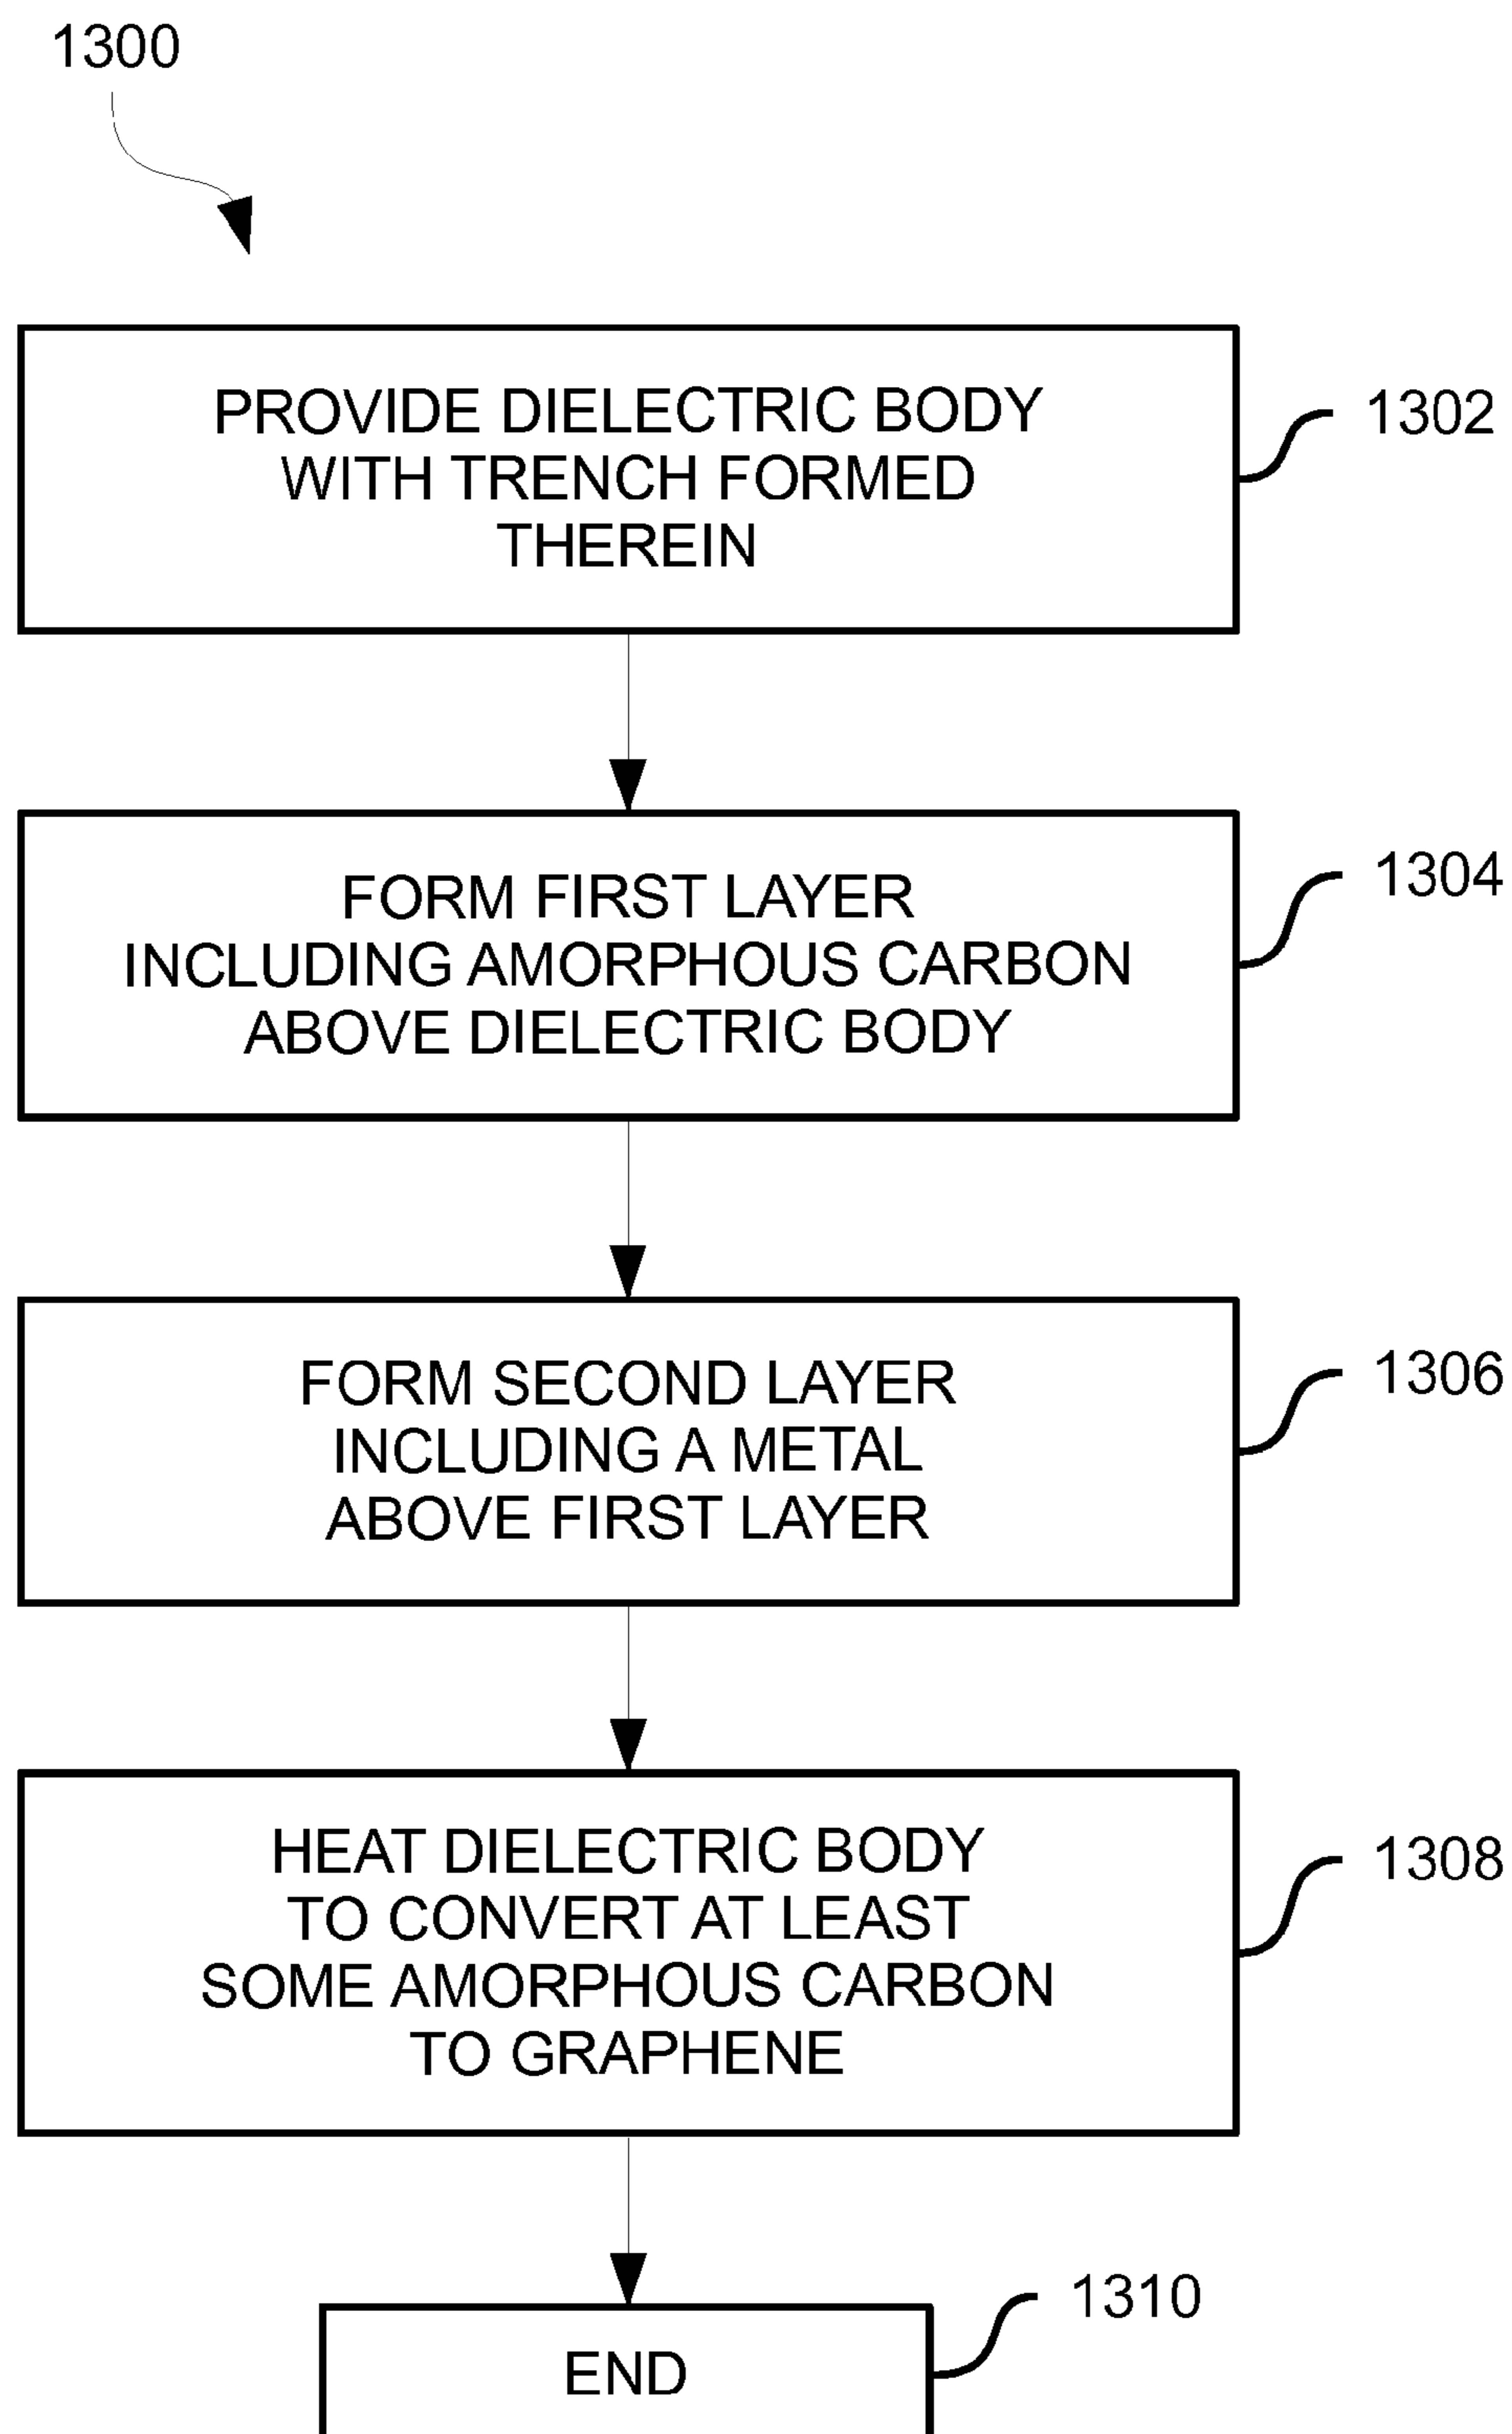 1300
PROVIDE DIELECTRIC BODY
WITH TRENCH FORMED
THEREIN
1302
FORM FIRST LAYER
INCLUDING AMORPHOUS CARBON
ABOVE DIELECTRIC BODY
1304
FORM SECOND LAYER
INCLUDING A METAL
ABOVE FIRST LAYER
1306
HEAT DIELECTRIC BODY
TO CONVERT AT LEAST
SOME AMORPHOUS CARBON
TO GRAPHENE
1308
END
1310